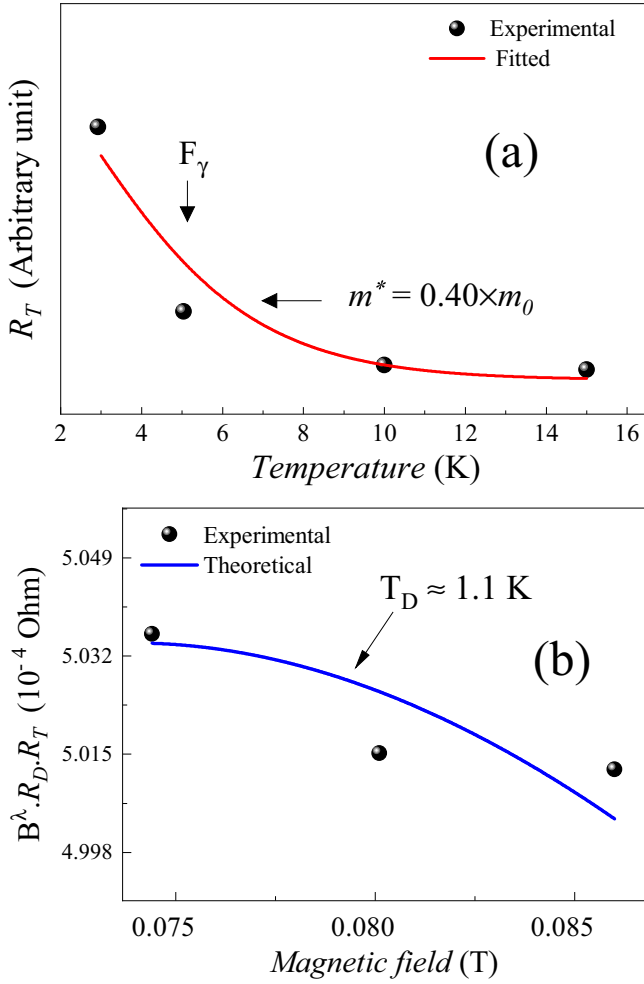 Experimental
Fitted
(a)
F_γ
m* = 0.40×m_0
R_T (Arbitrary unit)
2 4 6 8 10 12 14 16
Temperature (K)
Experimental
Theoretical
5.049
T_D ≈ 1.1 K
5.032
(b)
5.015
4.998
B^λ.R_D.R_T (10^-4 Ohm)
0.075 0.080 0.085
Magnetic field (T)